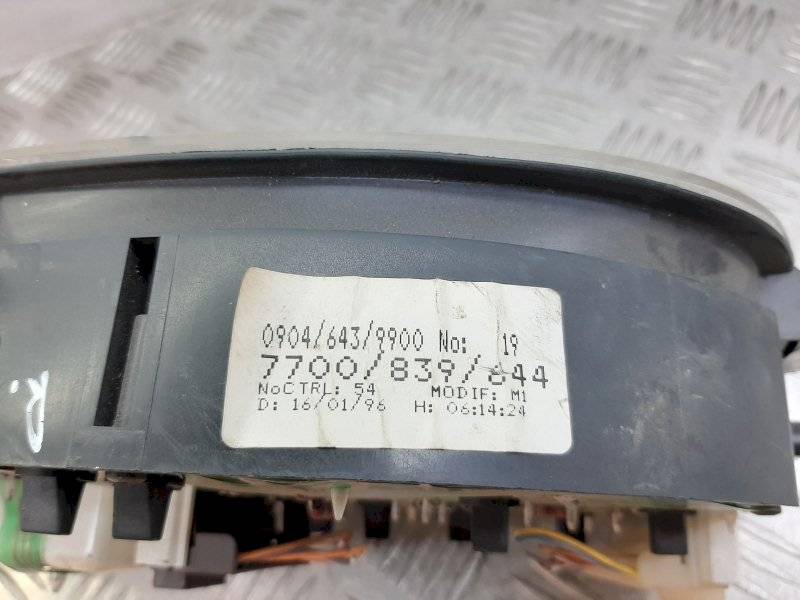 0904/643/9900 No: 19
7700/839/644
NoCTRL: 54 MODIF: M1
D: 16/01/96 H: 06:14:24
R.